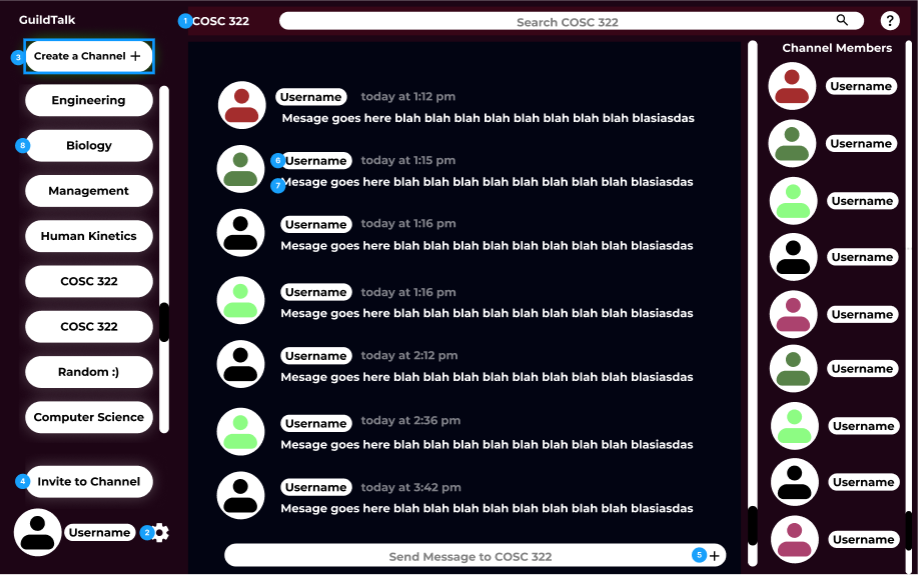 GuildTalk
1 COSC 322
Search COSC 322
?
3 Create a Channel +
Engineering
8 Biology
Management
Human Kinetics
COSC 322
COSC 322
Random :)
Computer Science
4 Invite to Channel
Username 2
Username today at 1:12 pm
Mesage goes here blah blah blah blah blah blah blah blah blasiasdas
6 Username today at 1:15 pm
7 Mesage goes here blah blah blah blah blah blah blah blah blasiasdas
Username today at 1:16 pm
Mesage goes here blah blah blah blah blah blah blah blah blasiasdas
Username today at 1:16 pm
Mesage goes here blah blah blah blah blah blah blah blah blasiasdas
Username today at 2:12 pm
Mesage goes here blah blah blah blah blah blah blah blah blasiasdas
Username today at 2:36 pm
Mesage goes here blah blah blah blah blah blah blah blah blasiasdas
Username today at 3:42 pm
Mesage goes here blah blah blah blah blah blah blah blah blasiasdas
Send Message to COSC 322 5 +
Channel Members
Username
Username
Username
Username
Username
Username
Username
Username
Username